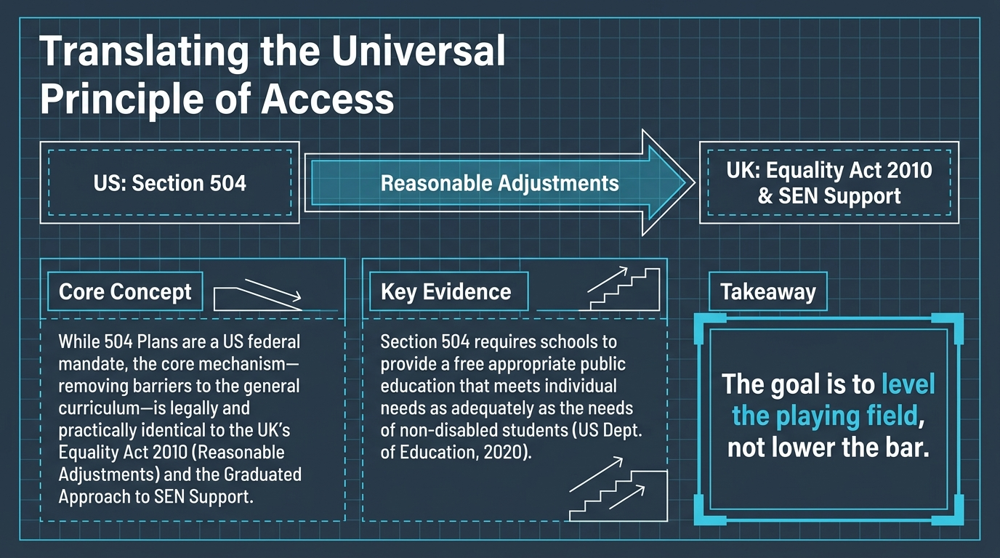 Translating the Universal
Principle of Access
US: Section 504
Reasonable Adjustments
UK: Equality Act 2010
& SEN Support
Core Concept
While 504 Plans are a US federal
mandate, the core mechanism—
removing barriers to the general
curriculum—is legally and
practically identical to the UK's
Equality Act 2010 (Reasonable
Adjustments) and the Graduated
Approach to SEN Support.
Key Evidence
Section 504 requires schools to
provide a free appropriate public
education that meets individual
needs as adequately as the needs
of non-disabled students (US Dept.
of Education, 2020).
Takeaway
The goal is to level
the playing field,
not lower the bar.